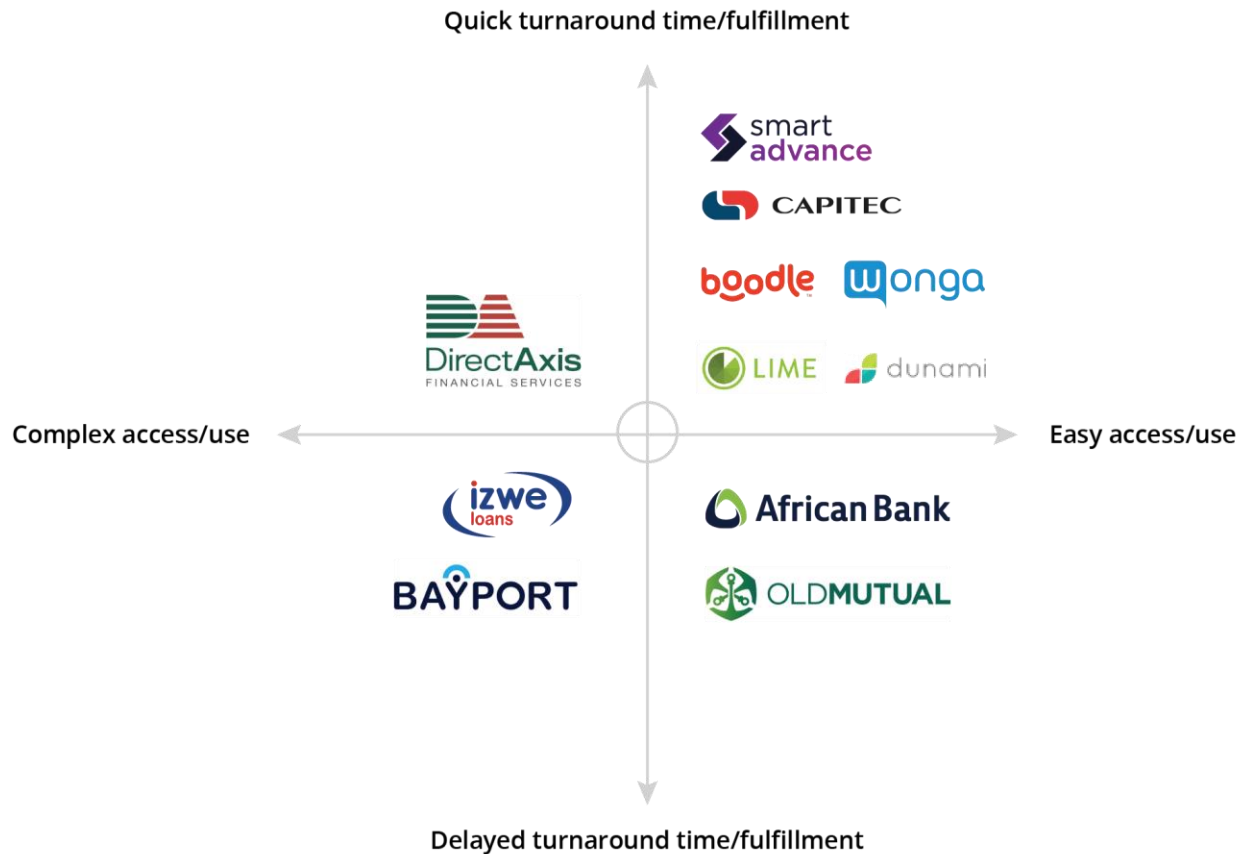 Quick turnaround time/fulfillment
smart
advance
CAPITEC
boodle™ wonga
DirectAxis
FINANCIAL SERVICES
LIME dunami
Complex access/use Easy access/use
izwe
loans
African Bank
BAYPORT
OLDMUTUAL
Delayed turnaround time/fulfillment